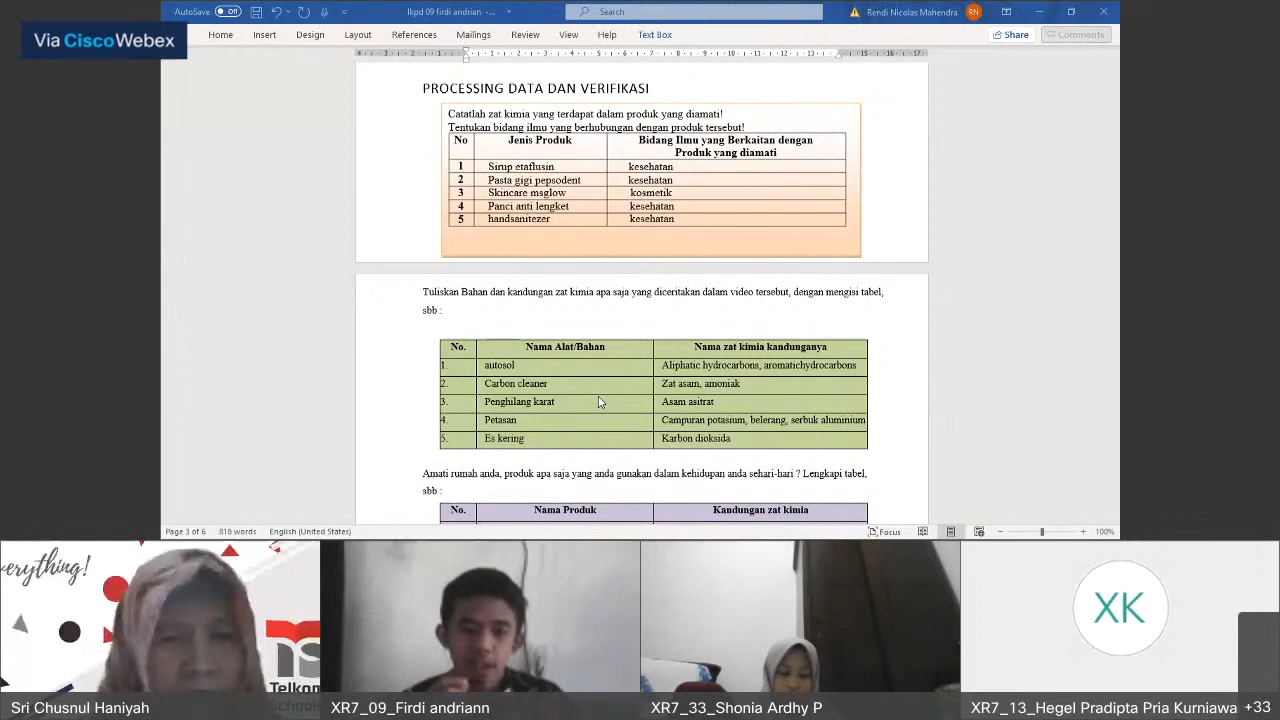 AutoSave Off lkpd 09 firdi andrian -... Search Rendi Nicolas Mahendra RN
Via CiscoWebex
Home Insert Design Layout References Mailings Review View Help Text Box Share Comments
PROCESSING DATA DAN VERIFIKASI
Catatlah zat kimia yang terdapat dalam produk yang diamati!
Tentukan bidang ilmu yang berhubungan dengan produk tersebut!
No Jenis Produk Bidang Ilmu yang Berkaitan dengan
Produk yang diamati
1 Sirup etaflusin kesehatan
2 Pasta gigi pepsodent kesehatan
3 Skincare msglow kosmetik
4 Panci anti lengket kesehatan
5 handsanitezer kesehatan
Tuliskan Bahan dan kandungan zat kimia apa saja yang diceritakan dalam video tersebut, dengan mengisi tabel,
sbb :
No. Nama Alat/Bahan Nama zat kimia kandunganya
1. autosol Aliphatic hydrocarbons, aromatichydrocarbons
2. Carbon cleaner Zat asam, amoniak
3. Penghilang karat Asam asitrat
4. Petasan Campuran potasium, belerang, serbuk aluminium
5. Es kering Karbon dioksida
Amati rumah anda, produk apa saja yang anda gunakan dalam kehidupan anda sehari-hari ? Lengkapi tabel,
sbb :
No. Nama Produk Kandungan zat kimia
Page 3 of 6 818 words English (United States) Focus 100%
verything!
Telkom
Schools
XK
Sri Chusnul Haniyah
XR7_09_Firdi andriann
XR7_33_Shonia Ardhy P
XR7_13_Hegel Pradipta Pria Kurniawa +33